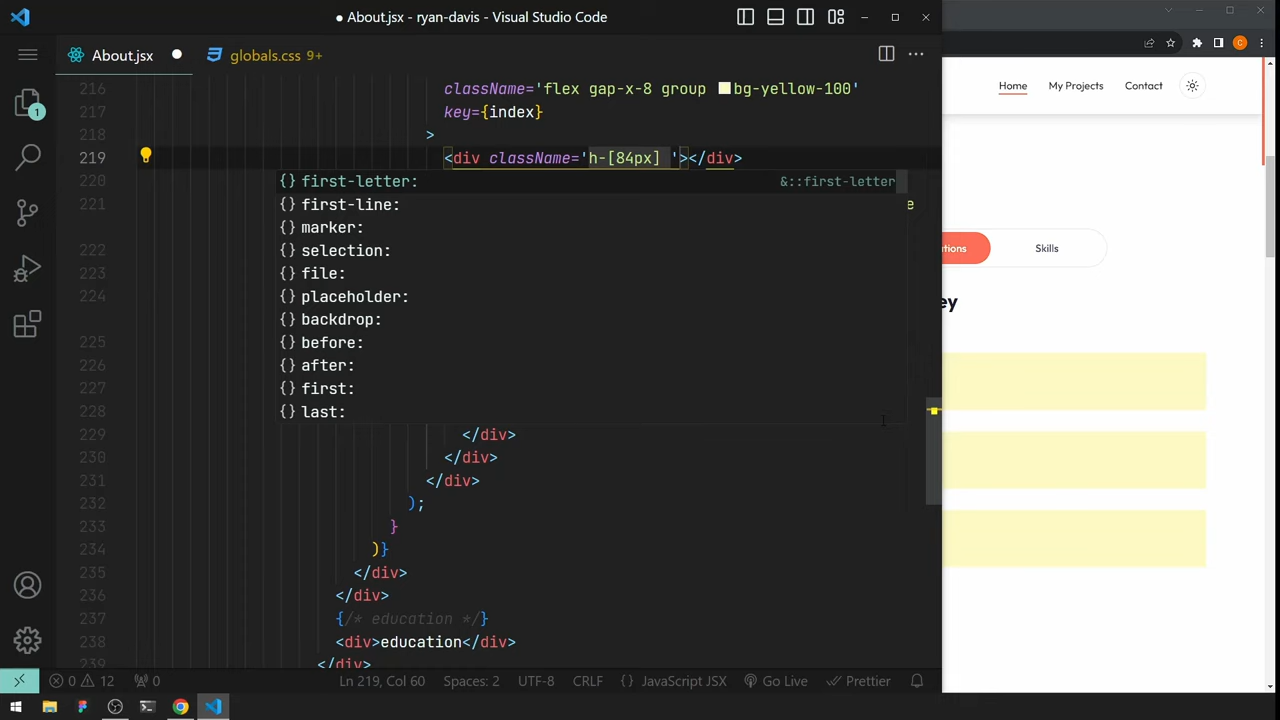 ● About.jsx - ryan-davis - Visual Studio Code
About.jsx ●
globals.css 9+
1
216 className='flex gap-x-8 group bg-yellow-100'
217 key={index}
218 >
219 <div className='h-[84px] '></div>
220
221 e
222
223
224
225
226
227
228
229 </div>
230 </div>
231 </div>
232 );
233 }
234 )}
235 </div>
236 </div>
237 {/* education */}
238 <div>education</div>
239 </div>
{} first-letter: &::first-letter
{} first-line:
{} marker:
{} selection:
{} file:
{} placeholder:
{} backdrop:
{} before:
{} after:
{} first:
{} last:
0 12 0 Ln 219, Col 60 Spaces: 2 UTF-8 CRLF {} JavaScript JSX Go Live Prettier
C
Home My Projects Contact
tions Skills
ey